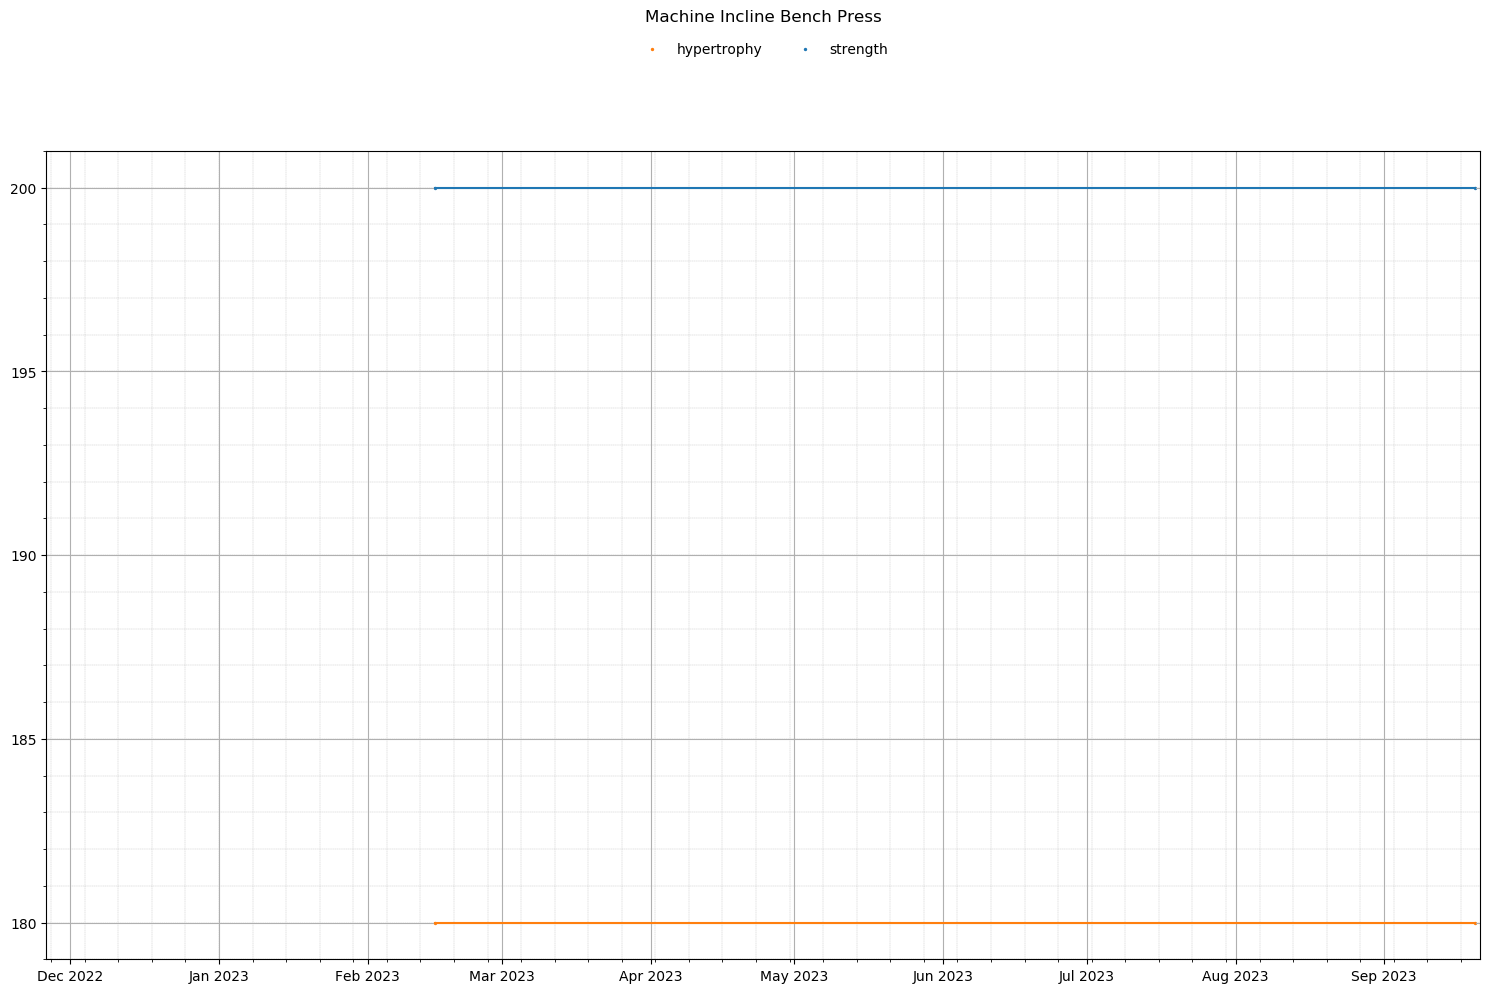 Machine Incline Bench Press
hypertrophy strength
200
195
190
185
180
Dec 2022 Jan 2023 Feb 2023 Mar 2023 Apr 2023 May 2023 Jun 2023 Jul 2023 Aug 2023 Sep 2023